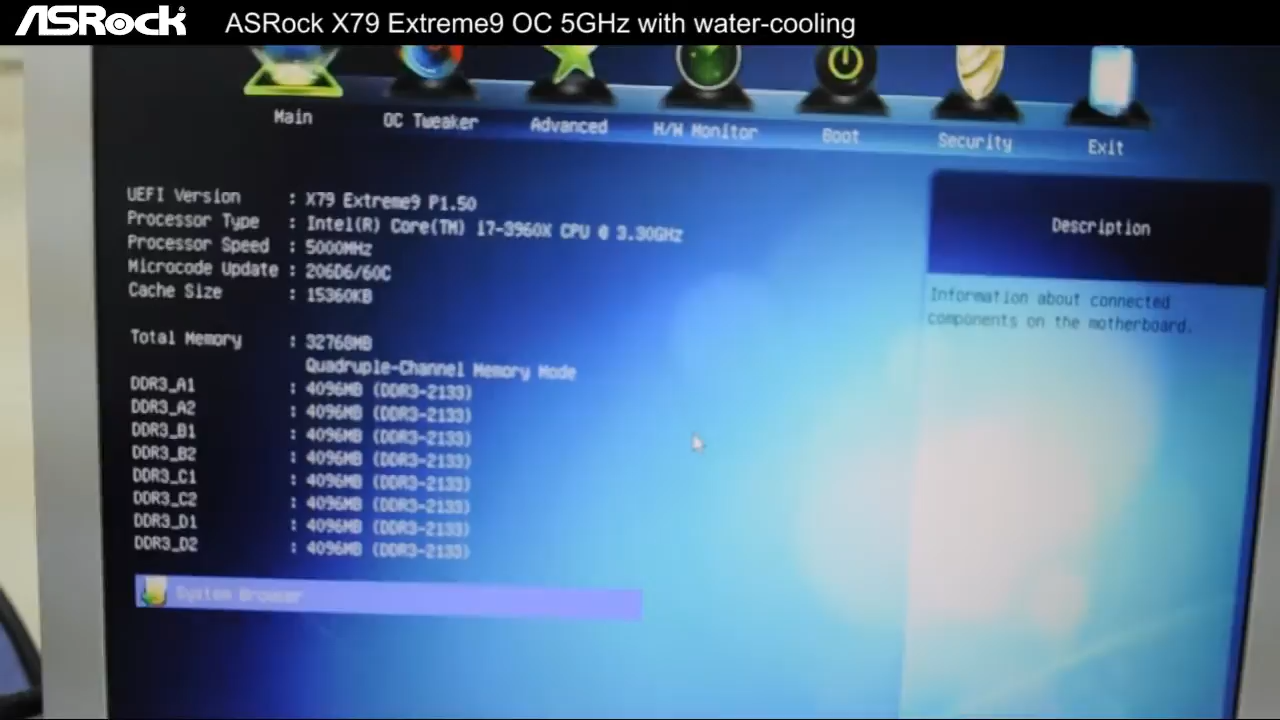 ASRock ASRock X79 Extreme9 OC 5GHz with water-cooling
Main OC Tweaker Advanced H/W Monitor Boot Security Exit
UEFI Version : X79 Extreme9 P1.50
Processor Type : Intel(R) Core(TM) i7-3960X CPU @ 3.30GHz
Processor Speed : 5000MHz
Microcode Update : 206D6/60C
Cache Size : 15360KB
Total Memory : 32768MB
Quadruple-Channel Memory Mode
DDR3_A1 : 4096MB (DDR3-2133)
DDR3_A2 : 4096MB (DDR3-2133)
DDR3_B1 : 4096MB (DDR3-2133)
DDR3_B2 : 4096MB (DDR3-2133)
DDR3_C1 : 4096MB (DDR3-2133)
DDR3_C2 : 4096MB (DDR3-2133)
DDR3_D1 : 4096MB (DDR3-2133)
DDR3_D2 : 4096MB (DDR3-2133)
System Browser
Description
Information about connected
components on the motherboard.